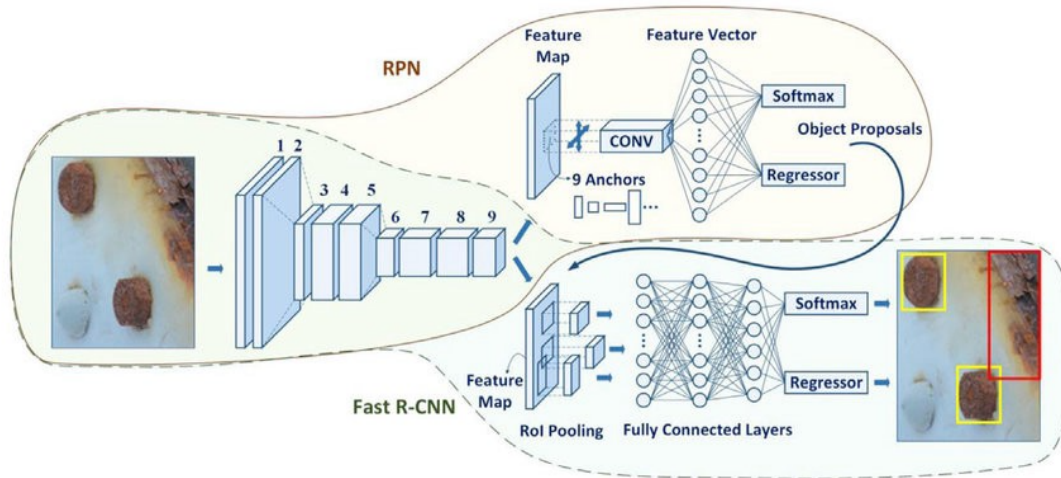 RPN
1 2
3 4 5
6 7 8 9
Feature
Map
Feature Vector
CONV
9 Anchors
Softmax
Regressor
Object Proposals
Fast R-CNN
Feature
Map
RoI Pooling
Fully Connected Layers
Softmax
Regressor